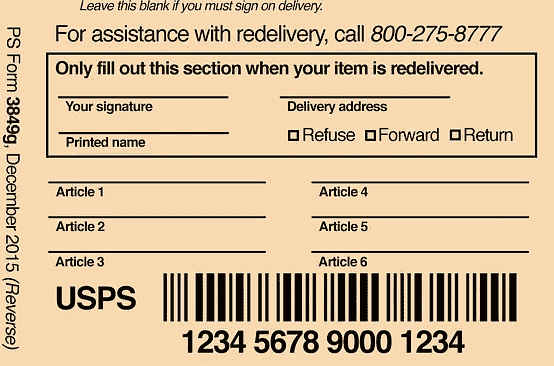 Leave this blank if you must sign on delivery.
For assistance with redelivery, call 800-275-8777
Only fill out this section when your item is redelivered.
Your signature Delivery address
Printed name Refuse Forward Return
Article 1 Article 4
Article 2 Article 5
Article 3 Article 6
USPS
1234 5678 9000 1234
PS Form 3849g, December 2015 (Reverse)